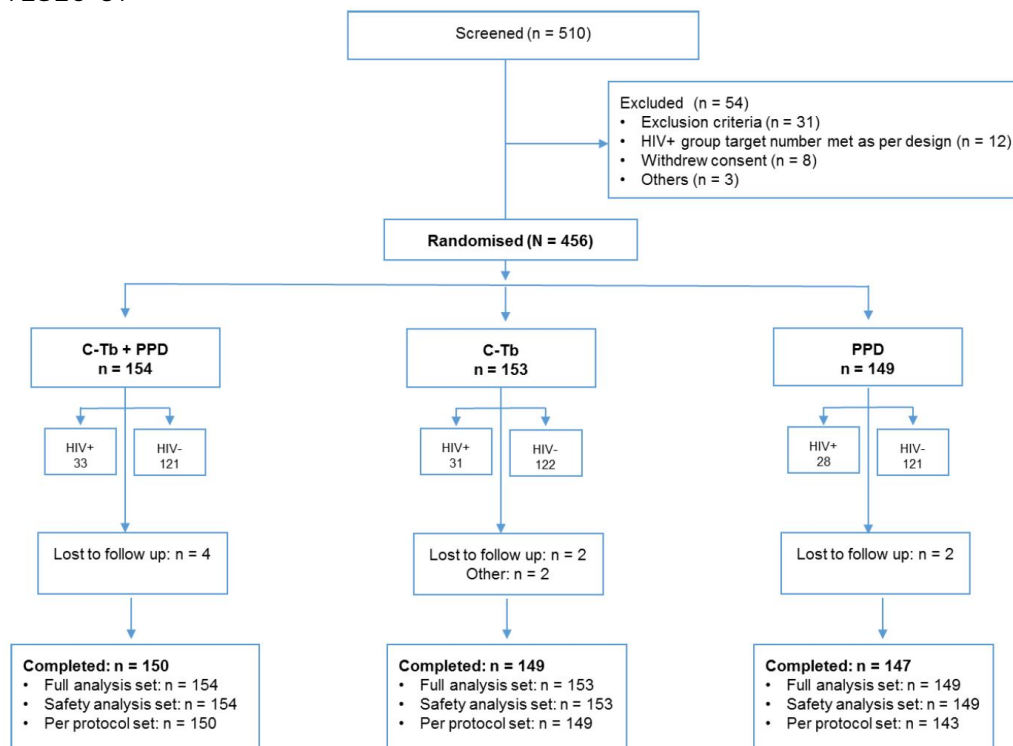 Screened (n = 510)
Excluded (n = 54)
• Exclusion criteria (n = 31)
• HIV+ group target number met as per design (n = 12)
• Withdrew consent (n = 8)
• Others (n = 3)
Randomised (N = 456)
C-Tb + PPD
n = 154
C-Tb
n = 153
PPD
n = 149
HIV+
33
HIV-
121
HIV+
31
HIV-
122
HIV+
28
HIV-
121
Lost to follow up: n = 4
Lost to follow up: n = 2
Other: n = 2
Lost to follow up: n = 2
Completed: n = 150
• Full analysis set: n = 154
• Safety analysis set: n = 154
• Per protocol set: n = 150
Completed: n = 149
• Full analysis set: n = 153
• Safety analysis set: n = 153
• Per protocol set: n = 149
Completed: n = 147
• Full analysis set: n = 149
• Safety analysis set: n = 149
• Per protocol set: n = 143